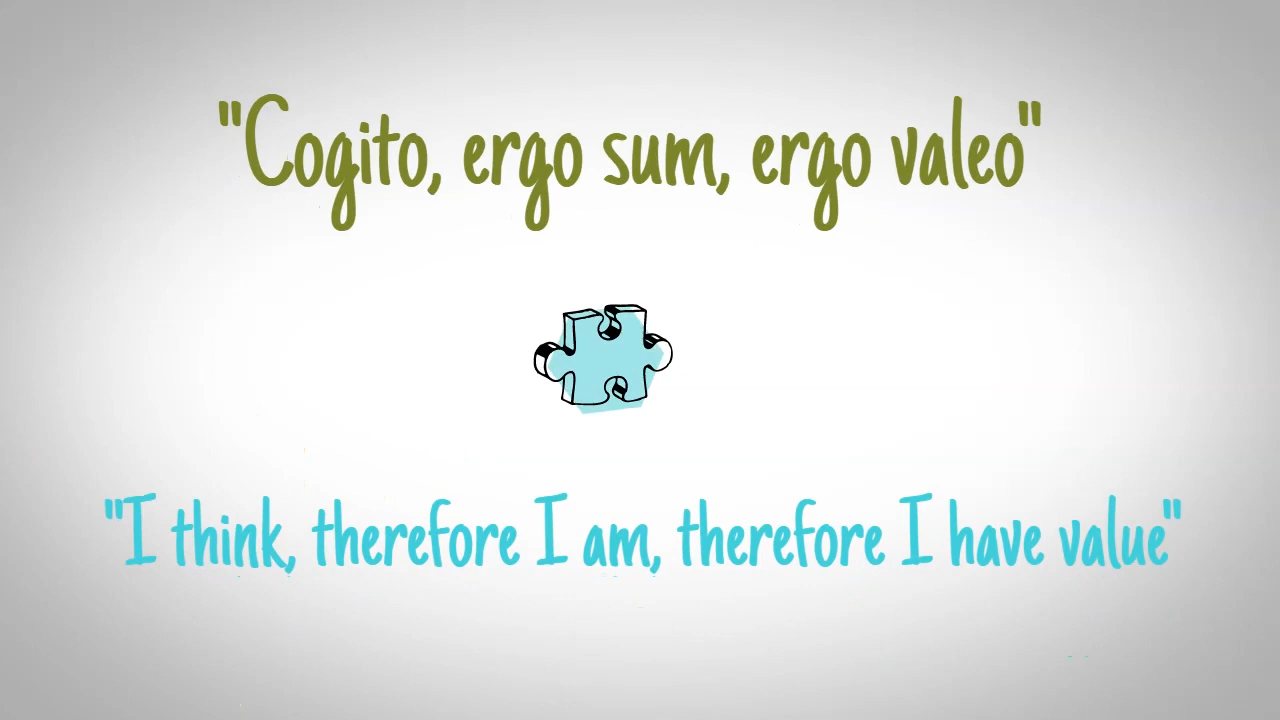 "Cogito, ergo sum, ergo valeo"
"I think, therefore I am, therefore I have value"